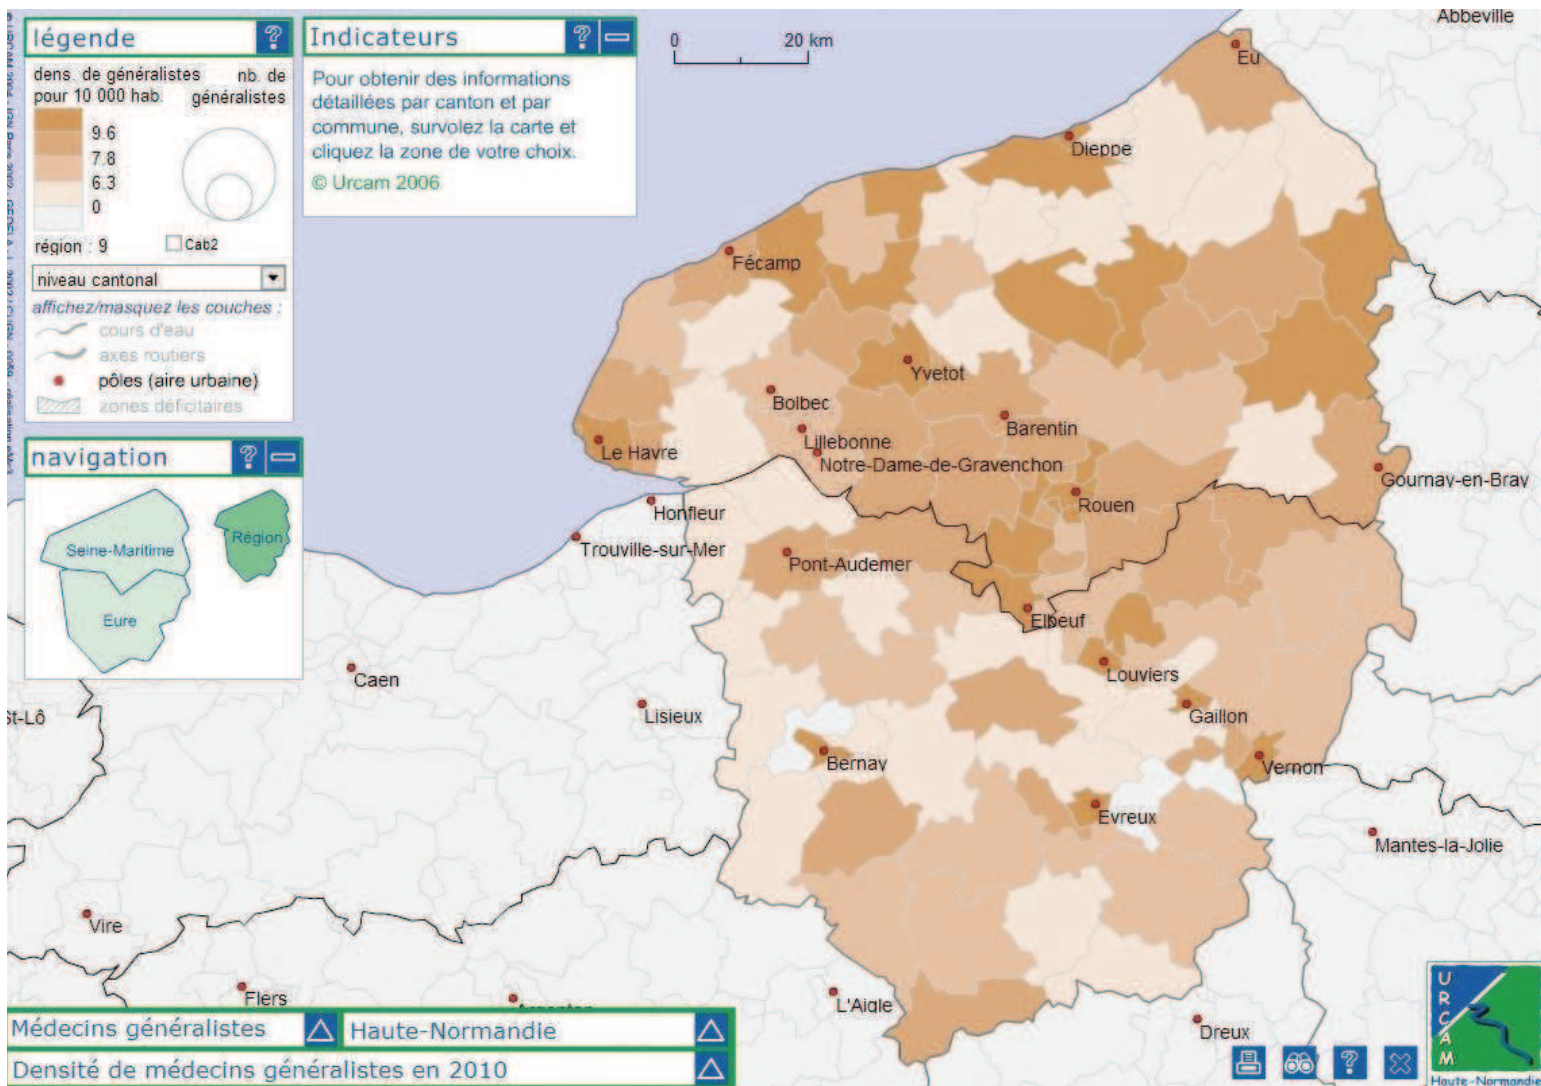 légende ?
dens. de généralistes
pour 10 000 hab.
nb. de
généralistes
9.6
7.8
6.3
0
région : 9
Cab2
niveau cantonal
affichez/masquez les couches :
cours d'eau
axes routiers
pôles (aire urbaine)
zones déficitaires
Indicateurs ?
Pour obtenir des informations
détaillées par canton et par
commune, survolez la carte et
cliquez la zone de votre choix.
© Urcam 2006
0 20 km
navigation ?
Seine-Maritime
Région
Eure
Abbeville
Eu
Dieppe
Fécamp
Yvetot
Bolbec
Barentin
Lillebonne
Le Havre
Notre-Dame-de-Gravenchon
Gournay-en-Bray
Rouen
Honfleur
Trouville-sur-Mer
Pont-Audemer
Elbeuf
Louviers
Caen
St-Lô
Lisieux
Gaillon
Bernay
Vernon
Evreux
Mantes-la-Jolie
Vire
Flers
L'Aigle
Dreux
Médecins généralistes
Haute-Normandie
Densité de médecins généralistes en 2010
?
URCAM
Haute-Normandie